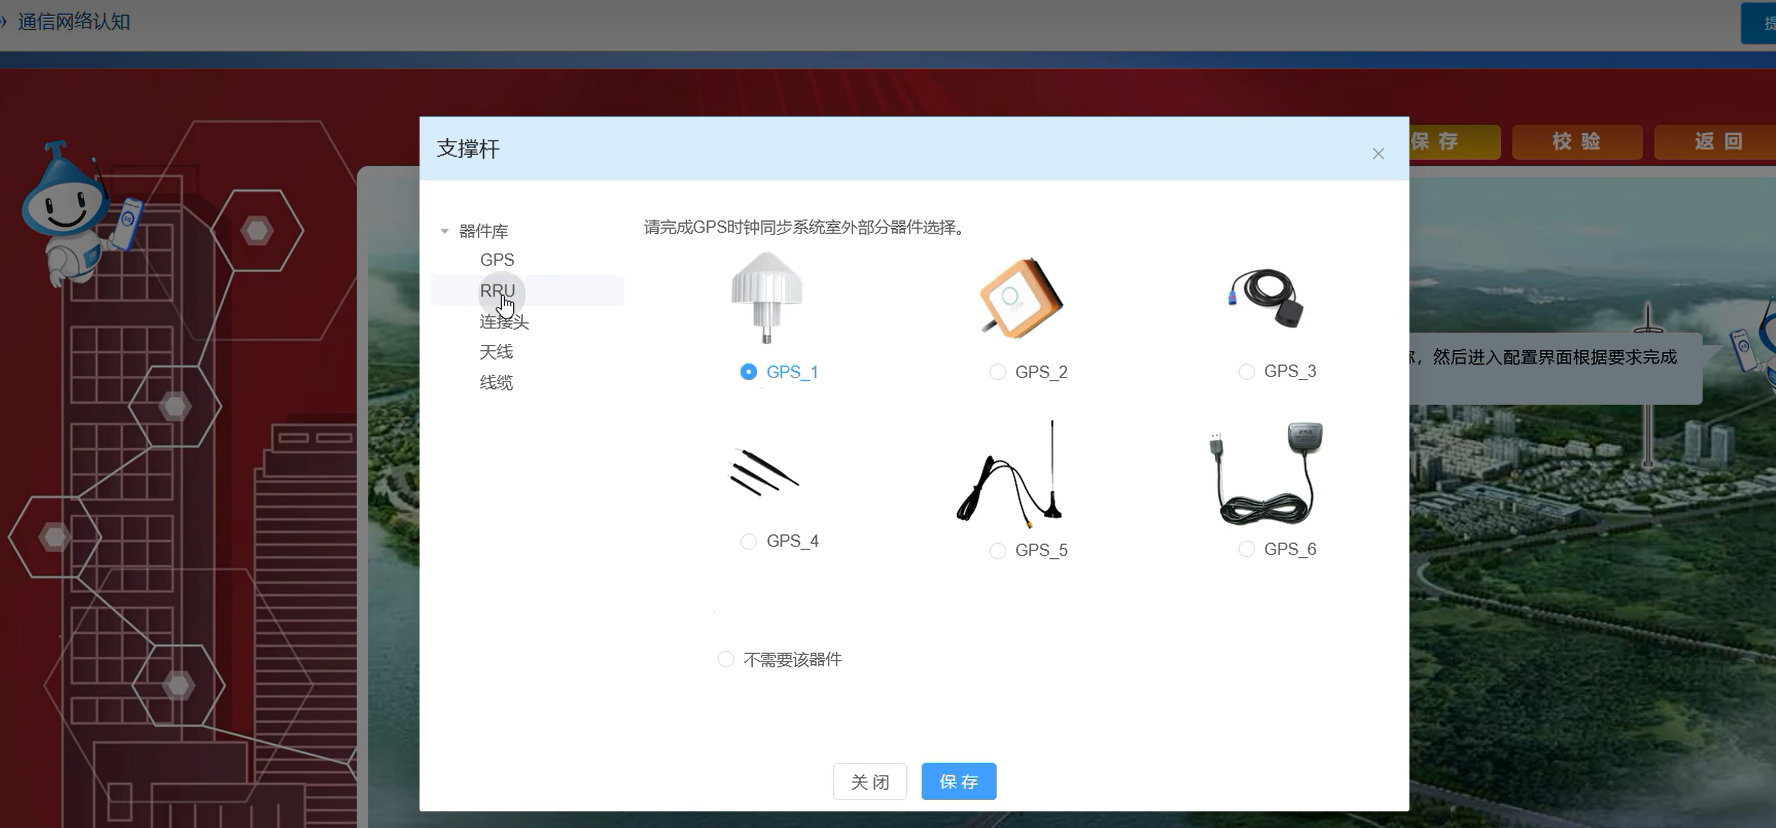 通信网络认知
提
保存
校验
返回
支撑杆
器件库
GPS
RRU
连接头
天线
线缆
请完成GPS时钟同步系统室外部分器件选择。
GPS_1
GPS_2
GPS_3
GPS_4
GPS_5
GPS_6
不需要该器件
，然后进入配置界面根据要求完成
关闭
保存